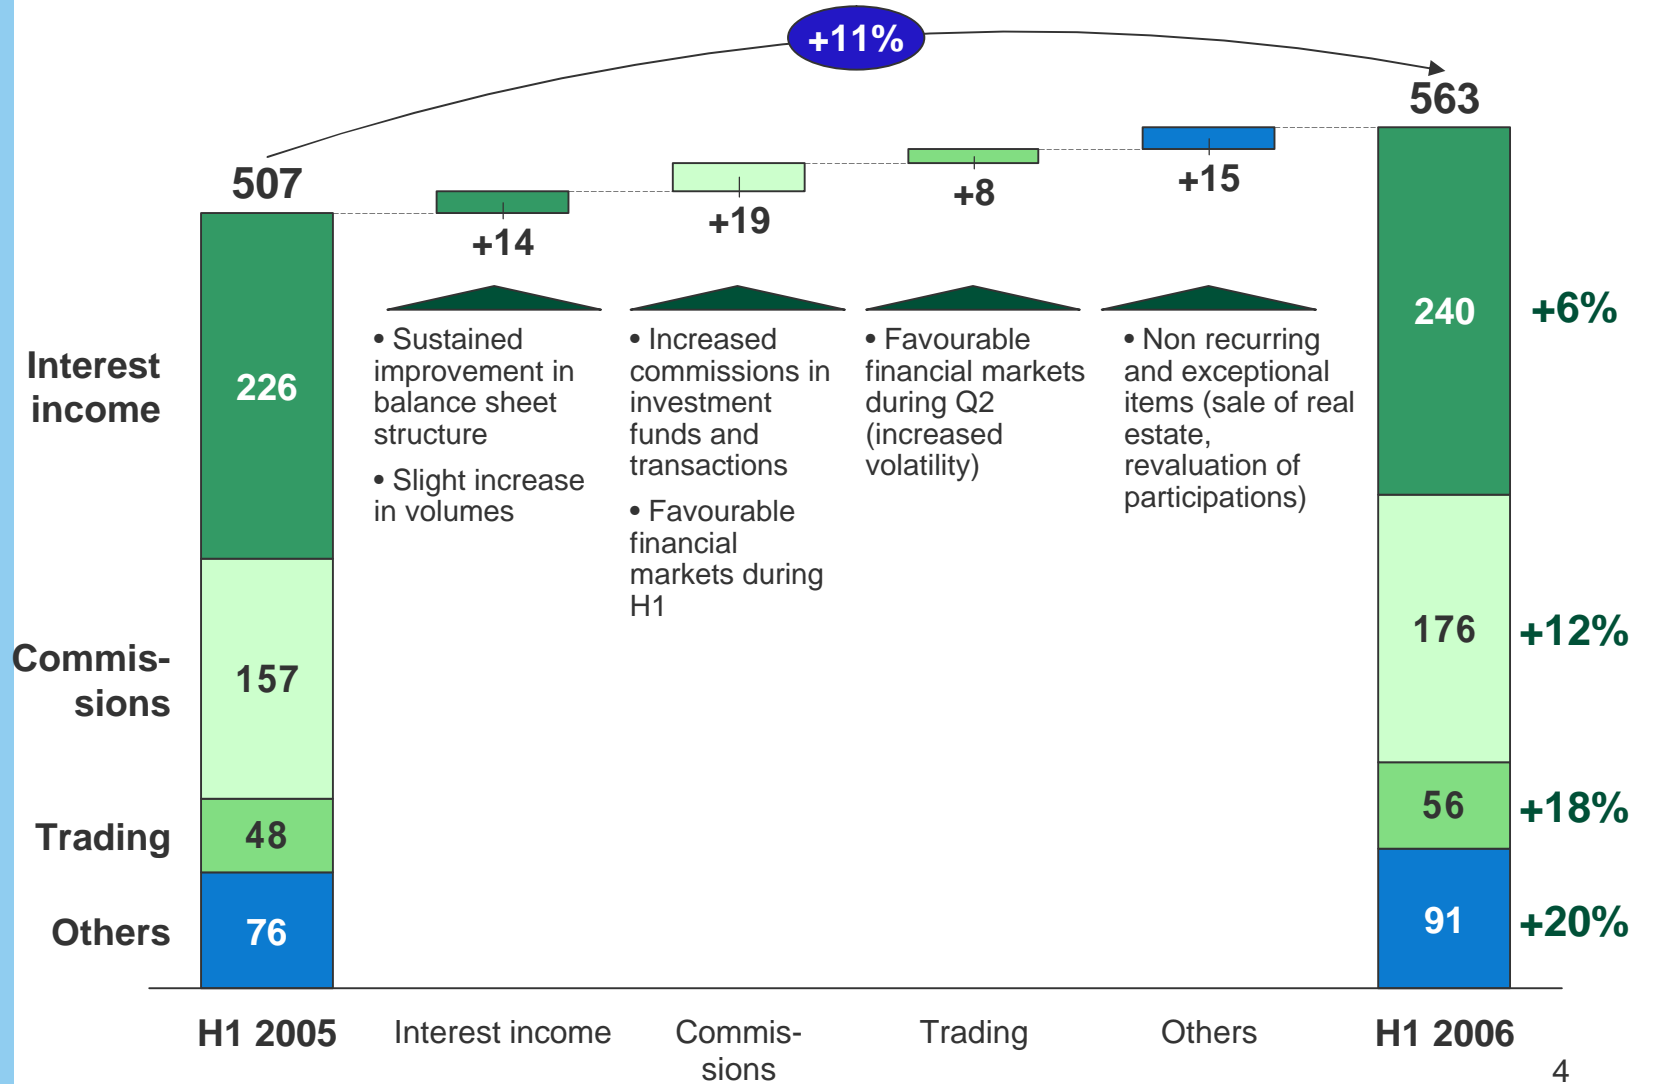 +11%
563
507
+14
+19
+8
+15
Interest
income
226
• Sustained
improvement in
balance sheet
structure
• Slight increase
in volumes
• Increased
commissions in
investment
funds and
transactions
• Favourable
financial
markets during
H1
• Favourable
financial markets
during Q2
(increased
volatility)
• Non recurring
and exceptional
items (sale of real
estate,
revaluation of
participations)
240
+6%
Commis-
sions
157
176
+12%
Trading
48
56
+18%
Others
76
91
+20%
H1 2005
Interest income
Commis-
sions
Trading
Others
H1 2006
4